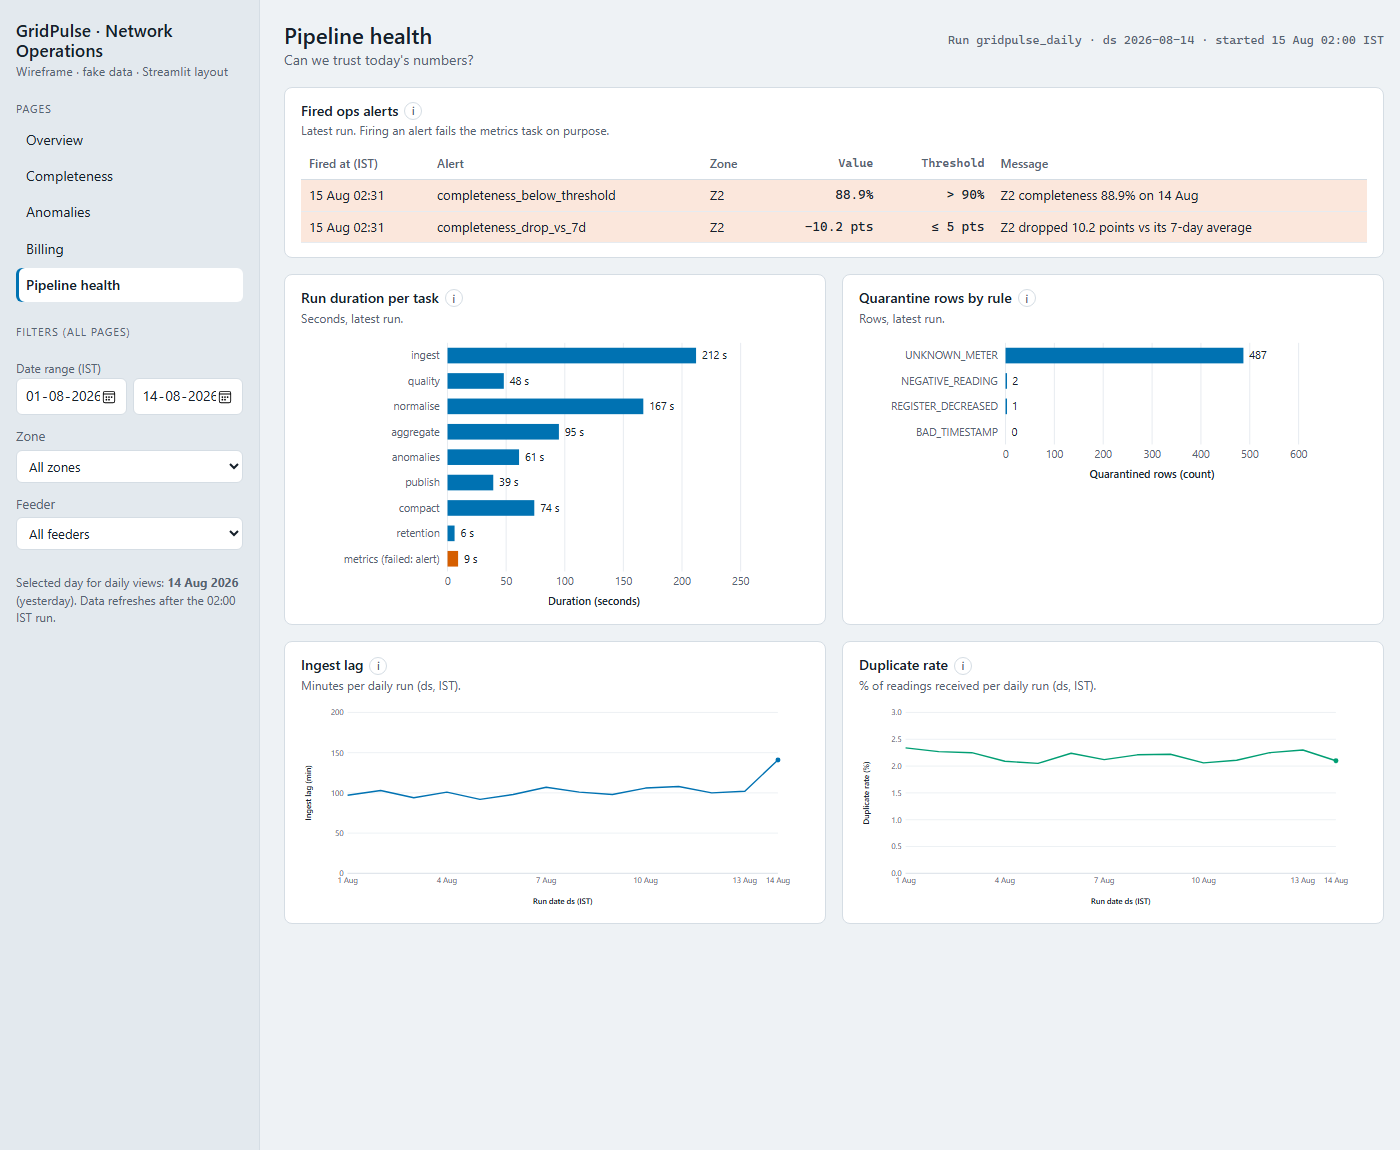 GridPulse · Network
Operations
Wireframe · fake data · Streamlit layout
PAGES
Overview
Completeness
Anomalies
Billing
Pipeline health
FILTERS (ALL PAGES)
Date range (IST)
01-08-2026 14-08-2026
Zone
All zones
Feeder
All feeders
Selected day for daily views: 14 Aug 2026
(yesterday). Data refreshes after the 02:00
IST run.
Pipeline health
Can we trust today's numbers?
Run gridpulse_daily · ds 2026-08-14 · started 15 Aug 02:00 IST
Fired ops alerts i
Latest run. Firing an alert fails the metrics task on purpose.
Fired at (IST) Alert Zone Value Threshold Message
15 Aug 02:31 completeness_below_threshold Z2 88.9% > 90% Z2 completeness 88.9% on 14 Aug
15 Aug 02:31 completeness_drop_vs_7d Z2 −10.2 pts ≤ 5 pts Z2 dropped 10.2 points vs its 7-day average
Run duration per task i
Seconds, latest run.
ingest 212 s
quality 48 s
normalise 167 s
aggregate 95 s
anomalies 61 s
publish 39 s
compact 74 s
retention 6 s
metrics (failed: alert) 9 s
0 50 100 150 200 250
Duration (seconds)
Quarantine rows by rule i
Rows, latest run.
UNKNOWN_METER 487
NEGATIVE_READING 2
REGISTER_DECREASED 1
BAD_TIMESTAMP 0
0 100 200 300 400 500 600
Quarantined rows (count)
Ingest lag i
Minutes per daily run (ds, IST).
200
150
100
50
0
Ingest lag (min)
1 Aug 4 Aug 7 Aug 10 Aug 13 Aug 14 Aug
Run date ds (IST)
Duplicate rate i
% of readings received per daily run (ds, IST).
3.0
2.5
2.0
1.5
1.0
0.5
0.0
Duplicate rate (%)
1 Aug 4 Aug 7 Aug 10 Aug 13 Aug 14 Aug
Run date ds (IST)